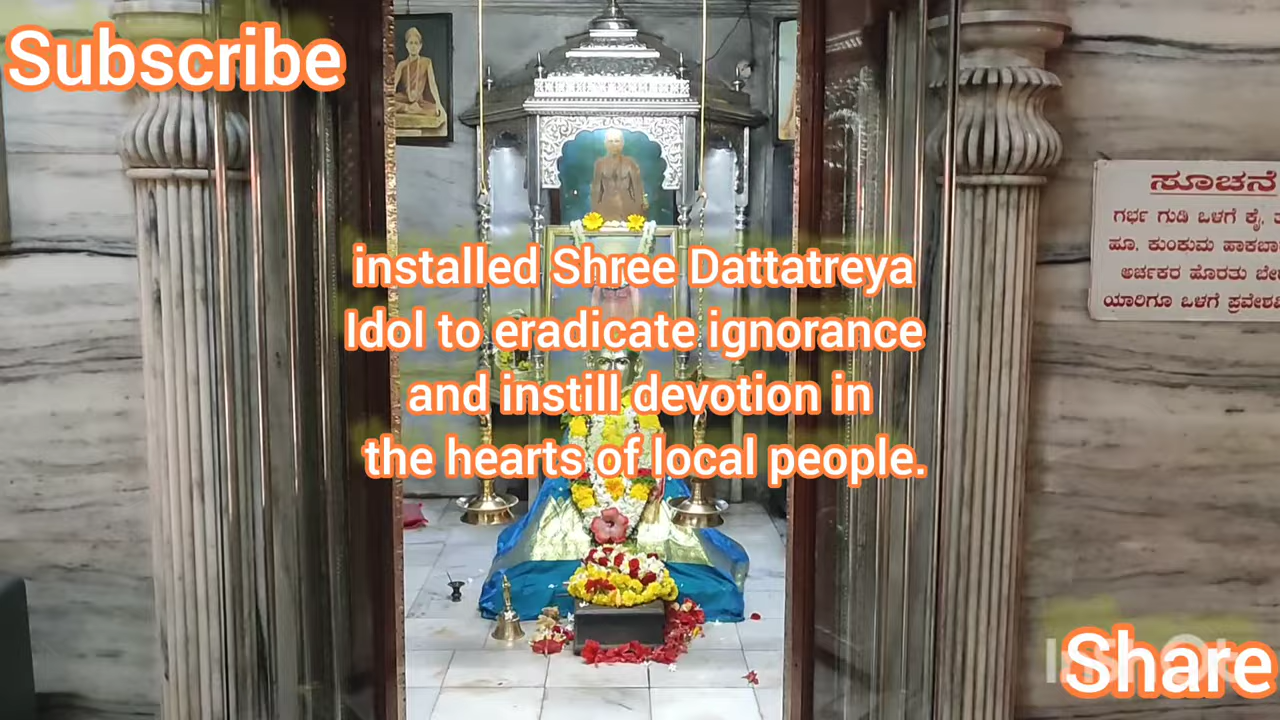 Subscribe
installed Shree Dattatreya
Idol to eradicate ignorance
and instill devotion in
the hearts of local people.
ಸೂಚನೆ
ಗರ್ಭ ಗುಡಿ ಒಳಗೆ ಕೈ,
ಹೂ. ಕುಂಕುಮ
ಅರ್ಚಕರ ಹೊರತು
ಯಾರಿಗೂ ಒಳಗೆ
Share